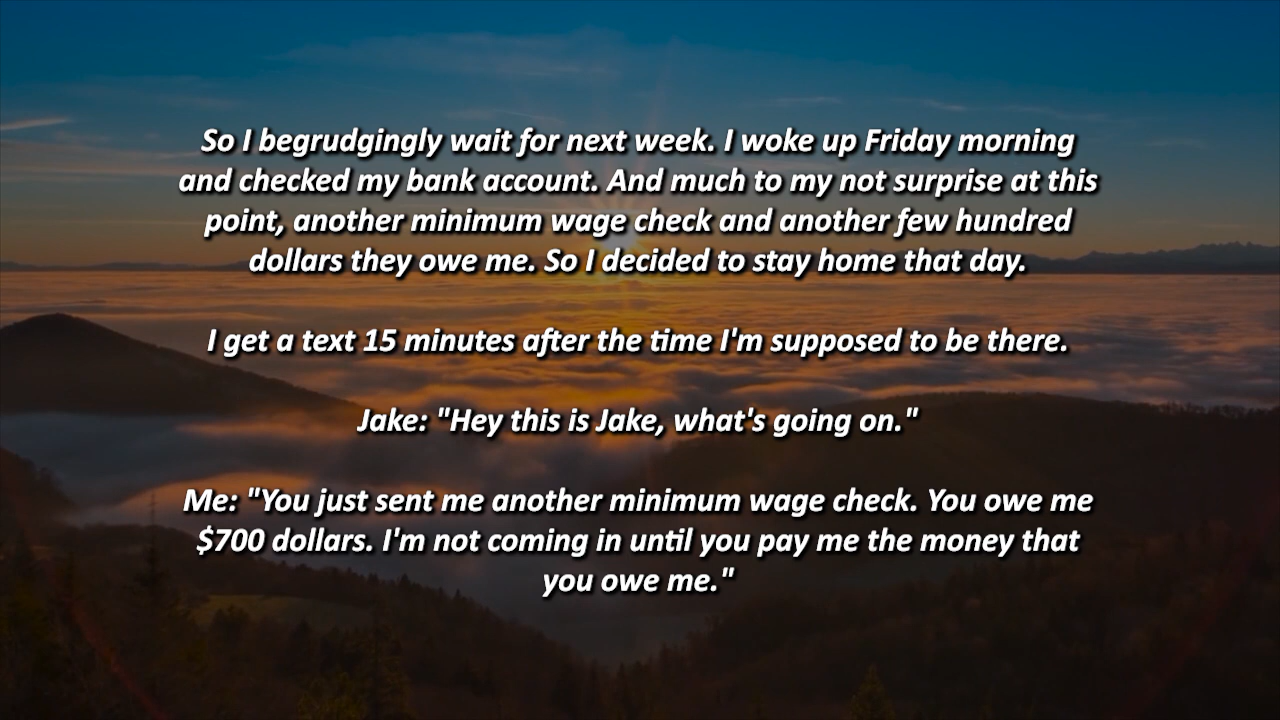 So I begrudgingly wait for next week. I woke up Friday morning
and checked my bank account. And much to my not surprise at this
point, another minimum wage check and another few hundred
dollars they owe me. So I decided to stay home that day.
I get a text 15 minutes after the time I'm supposed to be there.
Jake: "Hey this is Jake, what's going on."
Me: "You just sent me another minimum wage check. You owe me
$700 dollars. I'm not coming in until you pay me the money that
you owe me."